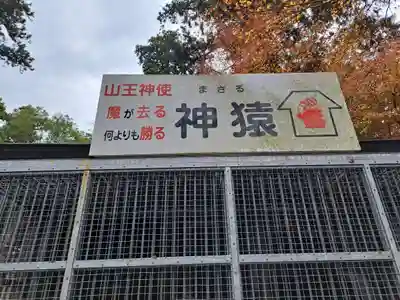 山王神使
魔が去る
何よりも勝る
まさる
神猿